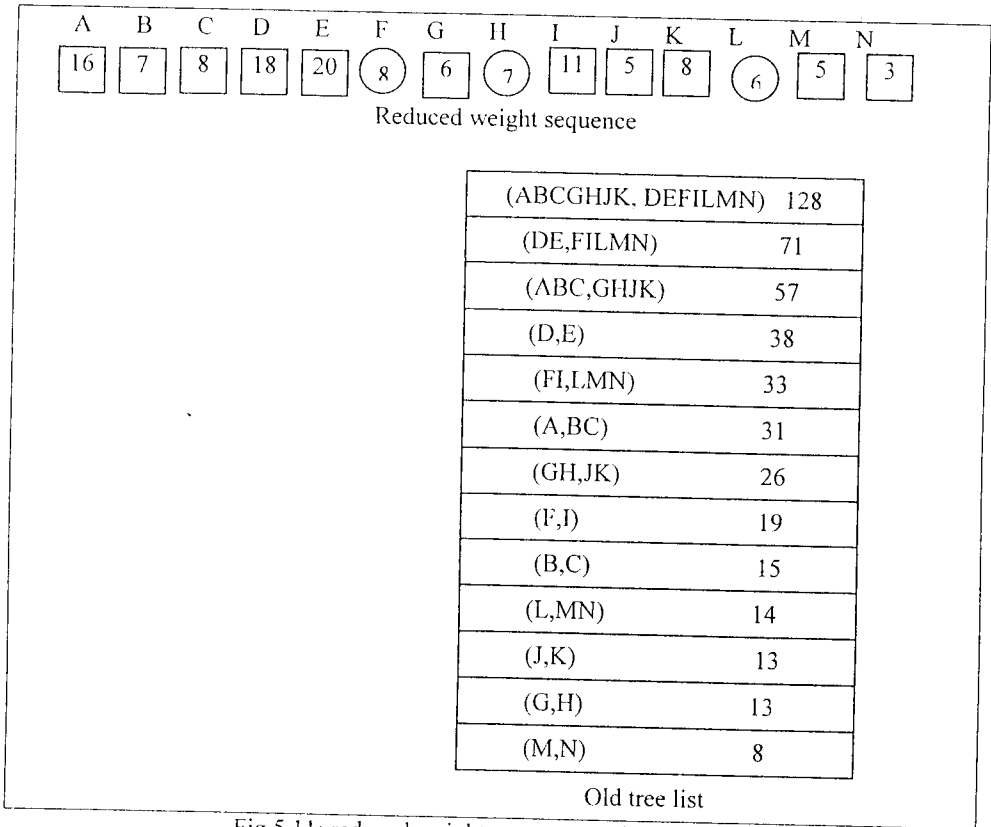 A B C D E F G H I J K L M N
16 7 8 18 20 8 6 7 11 5 8 6 5 3
Reduced weight sequence
(ABCGHJK, DEFILMN) 128
(DE,FILMN) 71
(ABC,GHJK) 57
(D,E) 38
(FI,LMN) 33
(A,BC) 31
(GH,JK) 26
(F,I) 19
(B,C) 15
(L,MN) 14
(J,K) 13
(G,H) 13
(M,N) 8
Old tree list